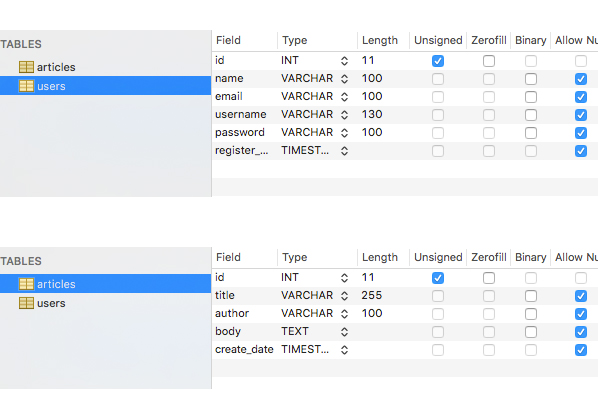 TABLES
articles
users
Field Type Length Unsigned Zerofill Binary Allow Nu
id INT 11
name VARCHAR 100
email VARCHAR 100
username VARCHAR 130
password VARCHAR 100
register_... TIMEST...
TABLES
articles
users
Field Type Length Unsigned Zerofill Binary Allow Nu
id INT 11
title VARCHAR 255
author VARCHAR 100
body TEXT
create_date TIMEST...